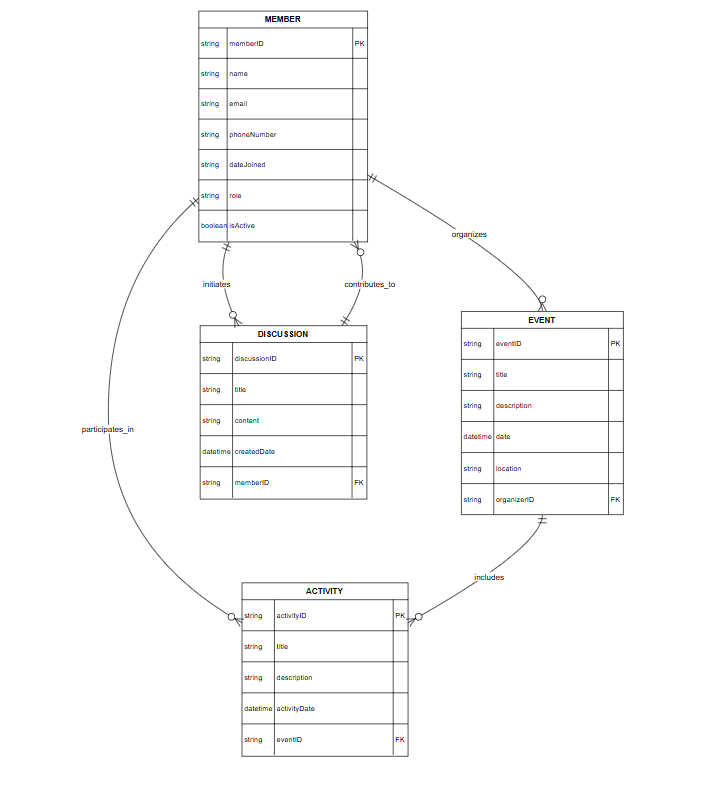 MEMBER
string memberID PK
string name
string email
string phoneNumber
string dateJoined
string role
boolean isActive
organizes
initiates
contributes_to
DISCUSSION
string discussionID PK
string title
string content
datetime createdDate
string memberID FK
EVENT
string eventID PK
string title
string description
datetime date
string location
string organizerID FK
participates_in
includes
ACTIVITY
string activityID PK
string title
string description
datetime activityDate
string eventID FK